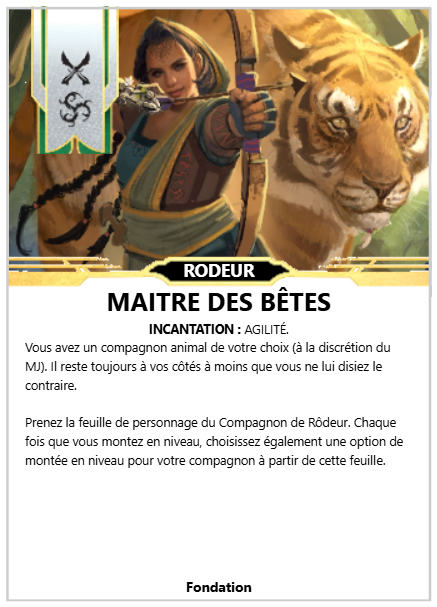 RODEUR
MAITRE DES BÊTES
INCANTATION : AGILITÉ.
Vous avez un compagnon animal de votre choix (à la discrétion du
MJ). Il reste toujours à vos côtés à moins que vous ne lui disiez le
contraire.
Prenez la feuille de personnage du Compagnon de Rôdeur. Chaque
fois que vous montez en niveau, choisissez également une option de
montée en niveau pour votre compagnon à partir de cette feuille.
Fondation